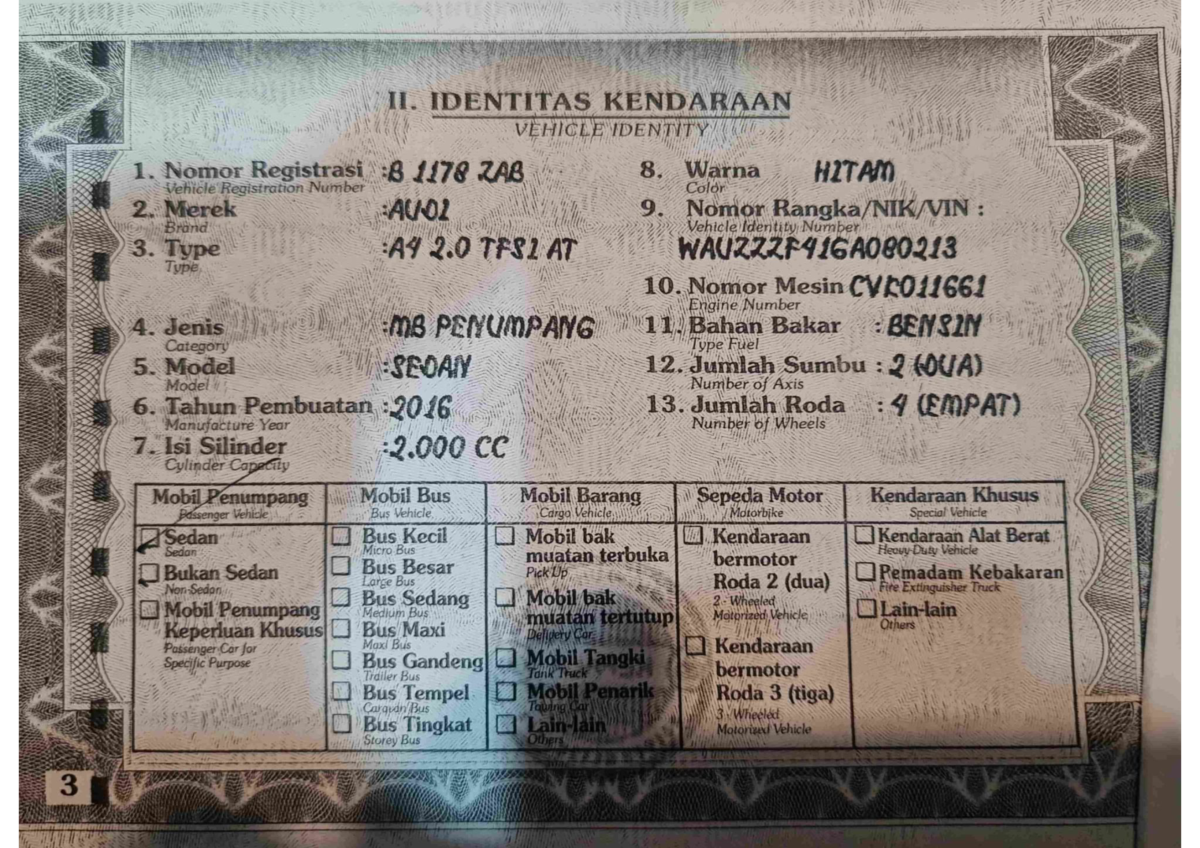 II. IDENTITAS KENDARAAN
VEHICLE IDENTITY
1. Nomor Registrasi :B 1178 ZAB
Vehicle Registration Number
2. Merek :AUDI
Brand
3. Type :A4 2.0 TFSI AT
Type
4. Jenis :MB PENUMPANG
Category
5. Model :SEDAN
Model
6. Tahun Pembuatan :2016
Manufacture Year
7. Isi Silinder :2.000 CC
Cylinder Capacity
8. Warna HITAM
Color
9. Nomor Rangka/NIK/VIN :
Vehicle Identity Number
WAUZZZF416A080213
10. Nomor Mesin CVK011661
Engine Number
11. Bahan Bakar : BENSIN
Type Fuel
12. Jumlah Sumbu : 2 (DUA)
Number of Axis
13. Jumlah Roda : 4 (EMPAT)
Number of Wheels
Mobil Penumpang
Passenger Vehicle
Sedan
Sedan
Bukan Sedan
Non Sedan
Mobil Penumpang
Keperluan Khusus
Passenger Car for
Specific Purpose
Mobil Bus
Bus Vehicle
Bus Kecil
Micro Bus
Bus Besar
Large Bus
Bus Sedang
Medium Bus
Bus Maxi
Maxi Bus
Bus Gandeng
Trailer Bus
Bus Tempel
Caravan Bus
Bus Tingkat
Storey Bus
Mobil Barang
Cargo Vehicle
Mobil bak
muatan terbuka
Pick Up
Mobil bak
muatan tertutup
Delivery Car
Mobil Tangki
Tank Truck
Mobil Penarik
Towing Car
Lain-lain
Others
Sepeda Motor
Motorbike
Kendaraan
bermotor
Roda 2 (dua)
2 - Wheeled
Motorized Vehicle
Kendaraan
bermotor
Roda 3 (tiga)
3 - Wheeled
Motorized Vehicle
Kendaraan Khusus
Special Vehicle
Kendaraan Alat Berat
Heavy Duty Vehicle
Pemadam Kebakaran
Fire Extinguisher Truck
Lain-lain
Others
3